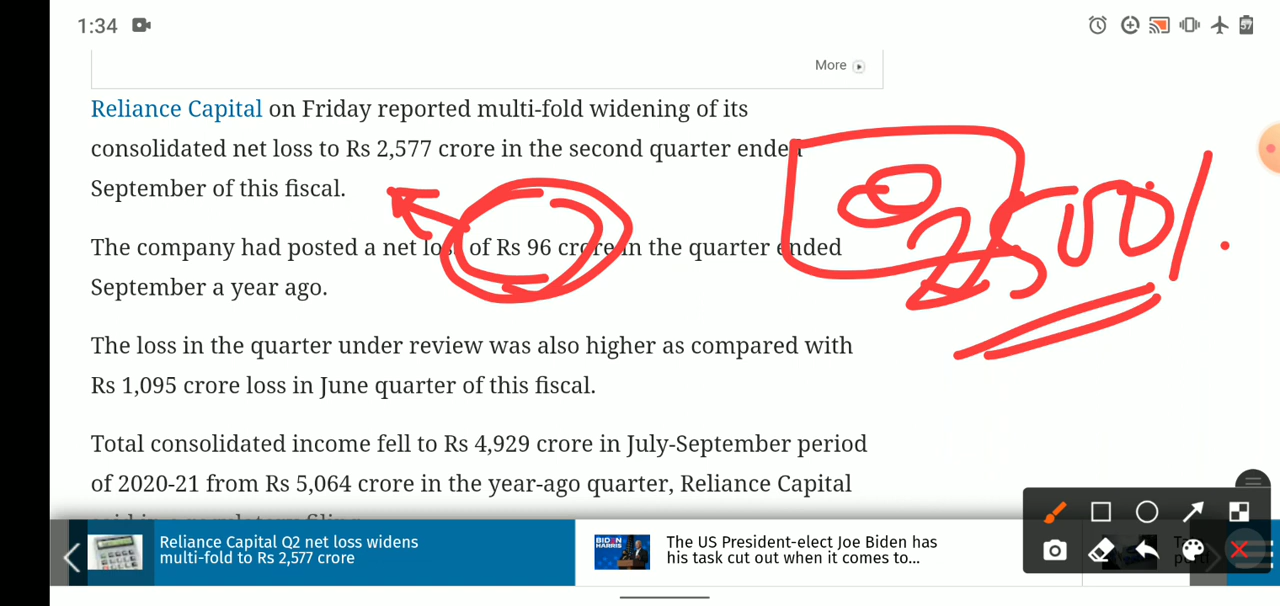 1:34
57
More
Reliance Capital on Friday reported multi-fold widening of its
consolidated net loss to Rs 2,577 crore in the second quarter ended
September of this fiscal.
2500%.
The company had posted a net loss of Rs 96 crore in the quarter ended
September a year ago.
The loss in the quarter under review was also higher as compared with
Rs 1,095 crore loss in June quarter of this fiscal.
Total consolidated income fell to Rs 4,929 crore in July-September period
of 2020-21 from Rs 5,064 crore in the year-ago quarter, Reliance Capital
Reliance Capital Q2 net loss widens
multi-fold to Rs 2,577 crore
BIDEN
HARRIS
The US President-elect Joe Biden has
his task cut out when it comes to...